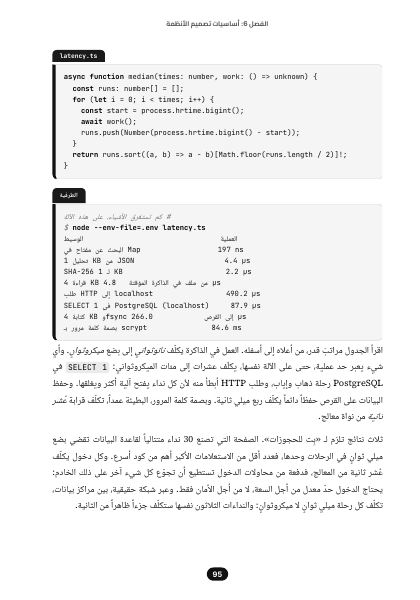 الفصل 6: أساسيات تصميم الأنظمة
latency.ts
async function median(times: number, work: () => unknown) {
const runs: number[] = [];
for (let i = 0; i < times; i++) {
const start = process.hrtime.bigint();
await work();
runs.push(Number(process.hrtime.bigint() - start));
}
return runs.sort((a, b) => a - b)[Math.floor(runs.length / 2)]!;
}
الطرفية
# كم تستغرق الأشياء، على هذه الآلة
$ node --env-file=.env latency.ts
العملية الوسيط
البحث عن مفتاح في Map 197 ns
تحليل 1 KB من JSON 4.4 µs
SHA-256 لـ 1 KB 2.2 µs
قراءة 4 KB من ملف في الذاكرة المؤقتة 4.8 µs
طلب HTTP إلى localhost 490.2 µs
SELECT 1 في PostgreSQL (localhost) 87.9 µs
كتابة 4 KB وfsync إلى القرص 266.0 µs
بصمة كلمة مرور بـ scrypt 84.6 ms
اقرأ الجدول مراتبَ قدر، من أعلاه إلى أسفله. العمل في الذاكرة يكلّف نانوثواني إلى بضع ميكروثوانٍ. وأي
شيء يعبر حد عملية، حتى على الآلة نفسها، يكلّف عشرات إلى مئات الميكروثواني: SELECT 1 في
PostgreSQL رحلة ذهاب وإياب، وطلب HTTP أبطأ منه لأن كل نداء يفتح آلية أكثر ويغلقها. وحفظ
البيانات على القرص حفظاً دائماً يكلّف ربع ميلي ثانية. وبصمة كلمة المرور، البطيئة عمداً، تكلّف قرابة عُشر
ثانية من نواة معالج.
ثلاث نتائج تلزم لـ «بِت للحجوزات». الصفحة التي تصنع 30 نداء متتالياً لقاعدة البيانات تقضي بضع
ميلي ثوانٍ في الرحلات وحدها، فعدد أقل من الاستعلامات الأكبر أهم من كود أسرع. وكل دخول يكلّف
عُشر ثانية من المعالج، فدفعة من محاولات الدخول تستطيع أن تجوّع كل شيء آخر على ذلك الخادم:
يحتاج الدخول حدّ معدل من أجل السعة، لا من أجل الأمان فقط. وعبر شبكة حقيقية، بين مراكز بيانات،
تكلّف كل رحلة ميلي ثوانٍ لا ميكروثوانٍ: والنداءات الثلاثون نفسها ستكلّف جزءاً ظاهراً من الثانية.
95